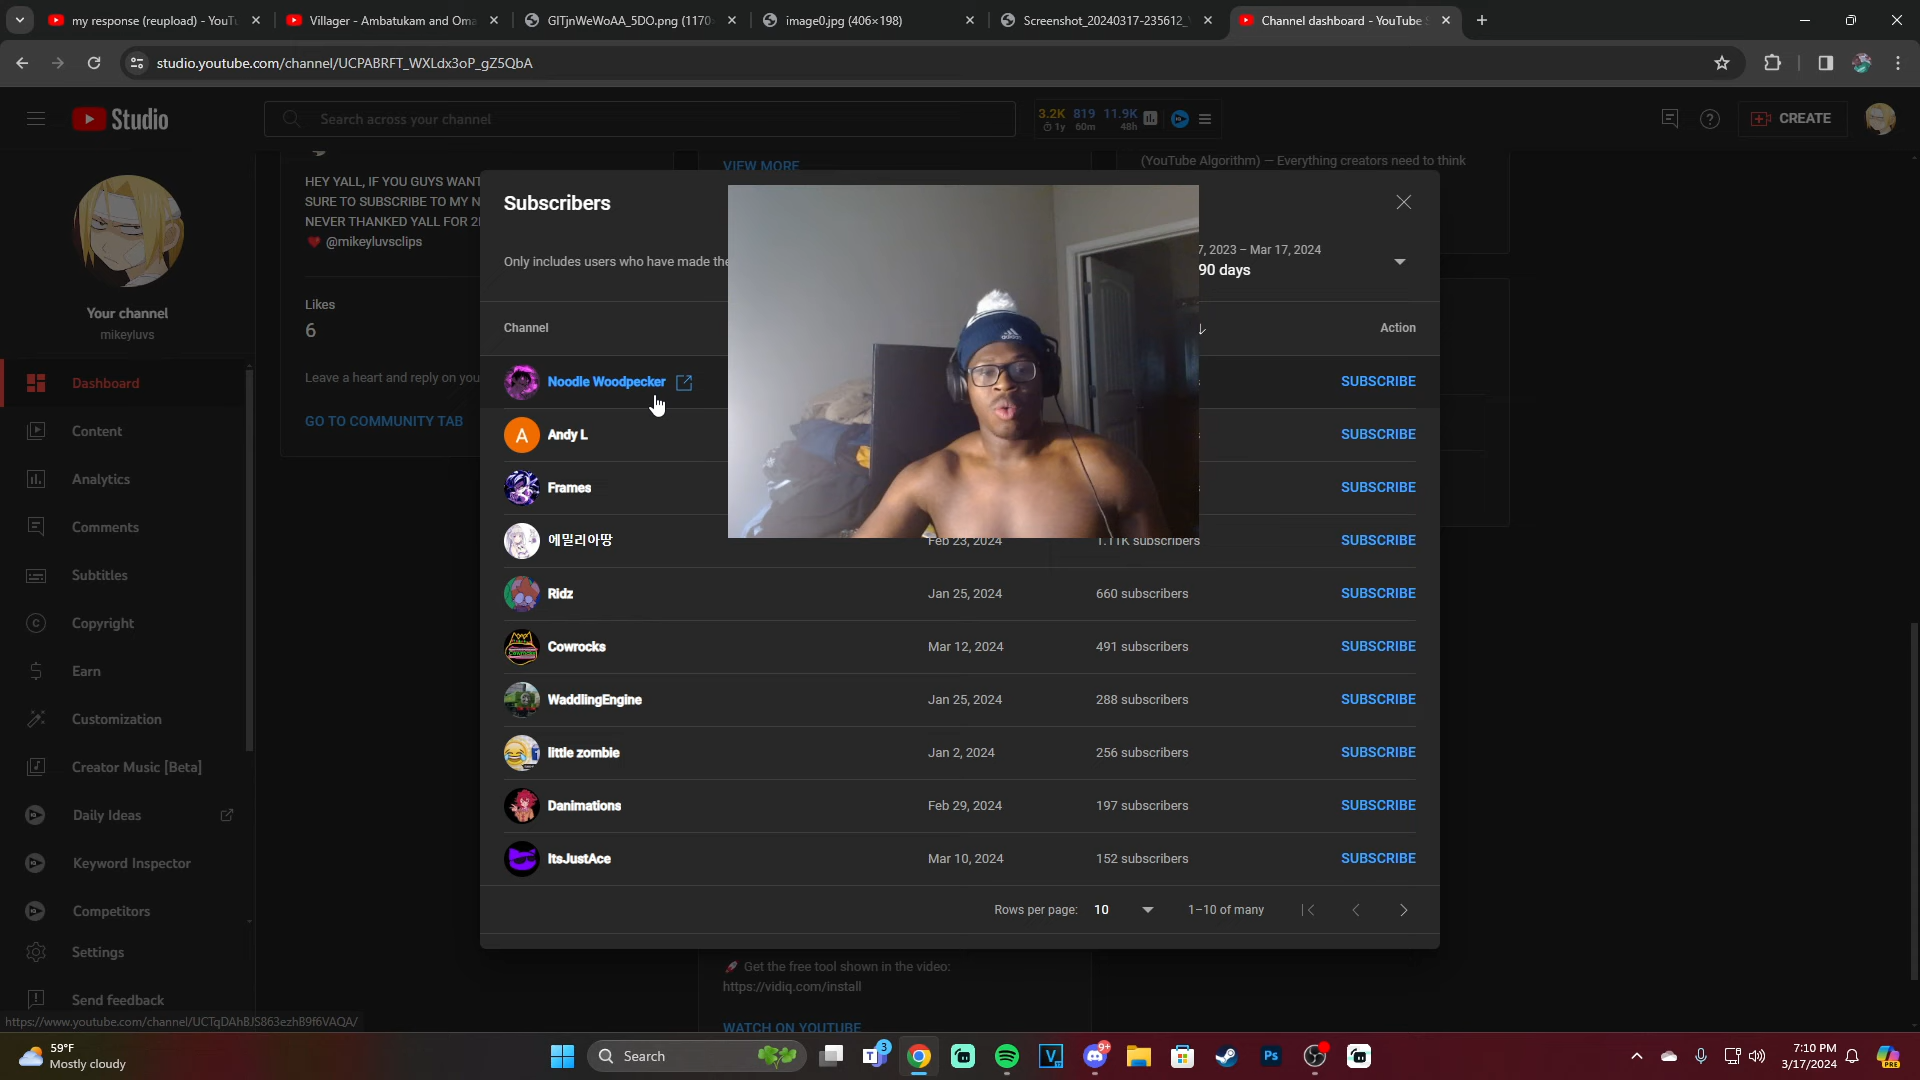 my response (reupload) - YouT
Villager - Ambatukam and Om
GITjnWeWoAA_5DO.png (1170
image0.jpg (406×198)
Screenshot_20240317-235612_
Channel dashboard - YouTube S
studio.youtube.com/channel/UCPABRFT_WXLdx3oP_gZ5QbA
Studio
Search across your channel
3.2K 819 11.9K
1y 60m 48h
CREATE
Your channel
mikeyluvs
Dashboard
Content
Analytics
Comments
Subtitles
Copyright
Earn
Customization
Creator Music [Beta]
Daily Ideas
Keyword Inspector
Competitors
Settings
Send feedback
HEY YALL, IF YOU GUYS WANT
SURE TO SUBSCRIBE TO MY N
NEVER THANKED YALL FOR 2
@mikeyluvsclips
Likes
6
Leave a heart and reply on you
GO TO COMMUNITY TAB
VIEW MORE
(YouTube Algorithm) — Everything creators need to think
Subscribers
Only includes users who have made the
7, 2023 – Mar 17, 2024
90 days
Channel
Action
Noodle Woodpecker SUBSCRIBE
Andy L SUBSCRIBE
Frames SUBSCRIBE
에밀리아땅 Feb 23, 2024 1.11K subscribers SUBSCRIBE
Ridz Jan 25, 2024 660 subscribers SUBSCRIBE
Cowrocks Mar 12, 2024 491 subscribers SUBSCRIBE
WaddlingEngine Jan 25, 2024 288 subscribers SUBSCRIBE
little zombie Jan 2, 2024 256 subscribers SUBSCRIBE
Danimations Feb 29, 2024 197 subscribers SUBSCRIBE
ItsJustAce Mar 10, 2024 152 subscribers SUBSCRIBE
Rows per page: 10 1–10 of many
Get the free tool shown in the video:
https://vidiq.com/install
WATCH ON YOUTUBE
https://www.youtube.com/channel/UCTqDAhBJS863ezhB9f6VAQA/
59°F
Mostly cloudy
Search
7:10 PM
3/17/2024